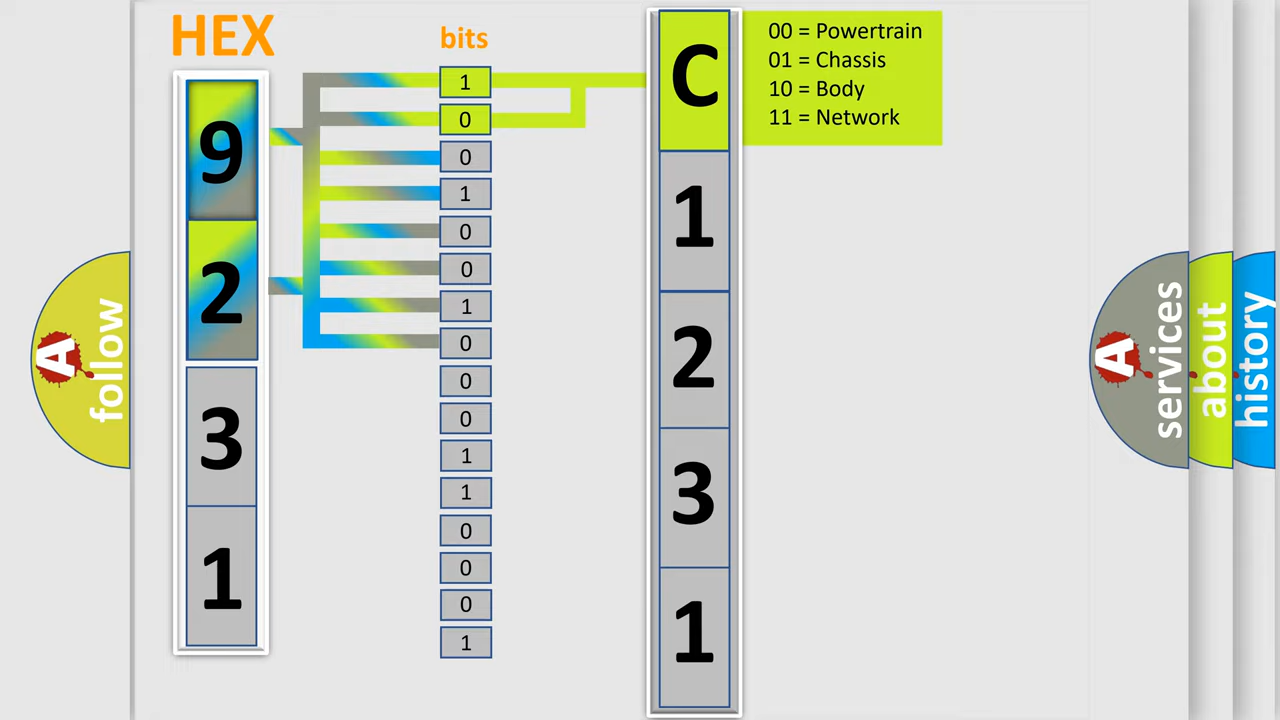 HEX
9
2
3
1
bits
1
0
0
1
0
0
1
0
0
0
1
1
0
0
0
1
C
1
2
3
1
00 = Powertrain
01 = Chassis
10 = Body
11 = Network
A
follow
A
services
about
history